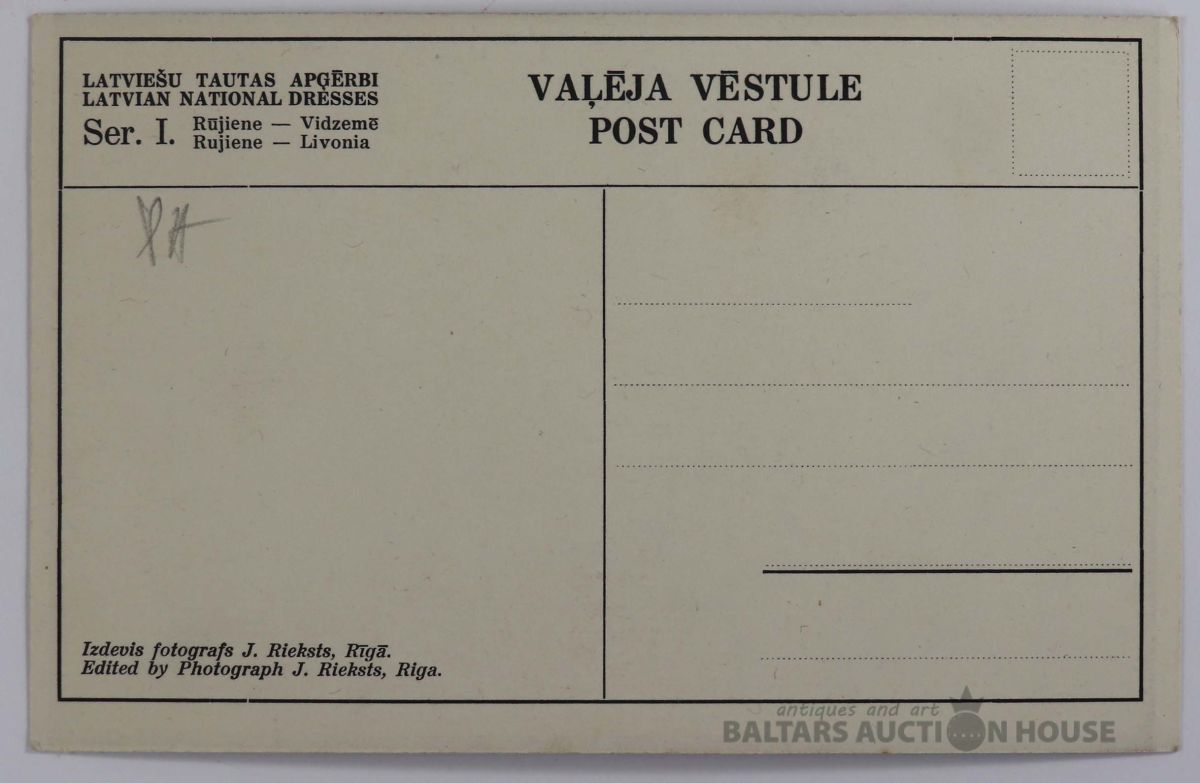 LATVIEŠU TAUTAS APĢĒRBI
LATVIAN NATIONAL DRESSES
Ser. I.
Rūjiene — Vidzemē
Rujiene — Livonia
VAĻĒJA VĒSTULE
POST CARD
Izdevis fotografs J. Rieksts, Rīgā.
Edited by Photograph J. Rieksts, Riga.
antiques and art
BALTARS AUCTION HOUSE